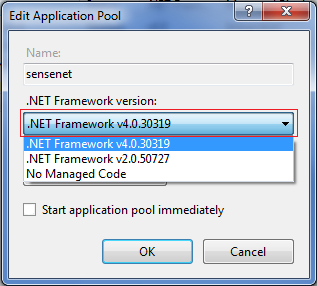 Edit Application Pool
Name:
sensenet
.NET Framework version:
.NET Framework v4.0.30319
.NET Framework v4.0.30319
.NET Framework v2.0.50727
No Managed Code
Start application pool immediately
OK
Cancel